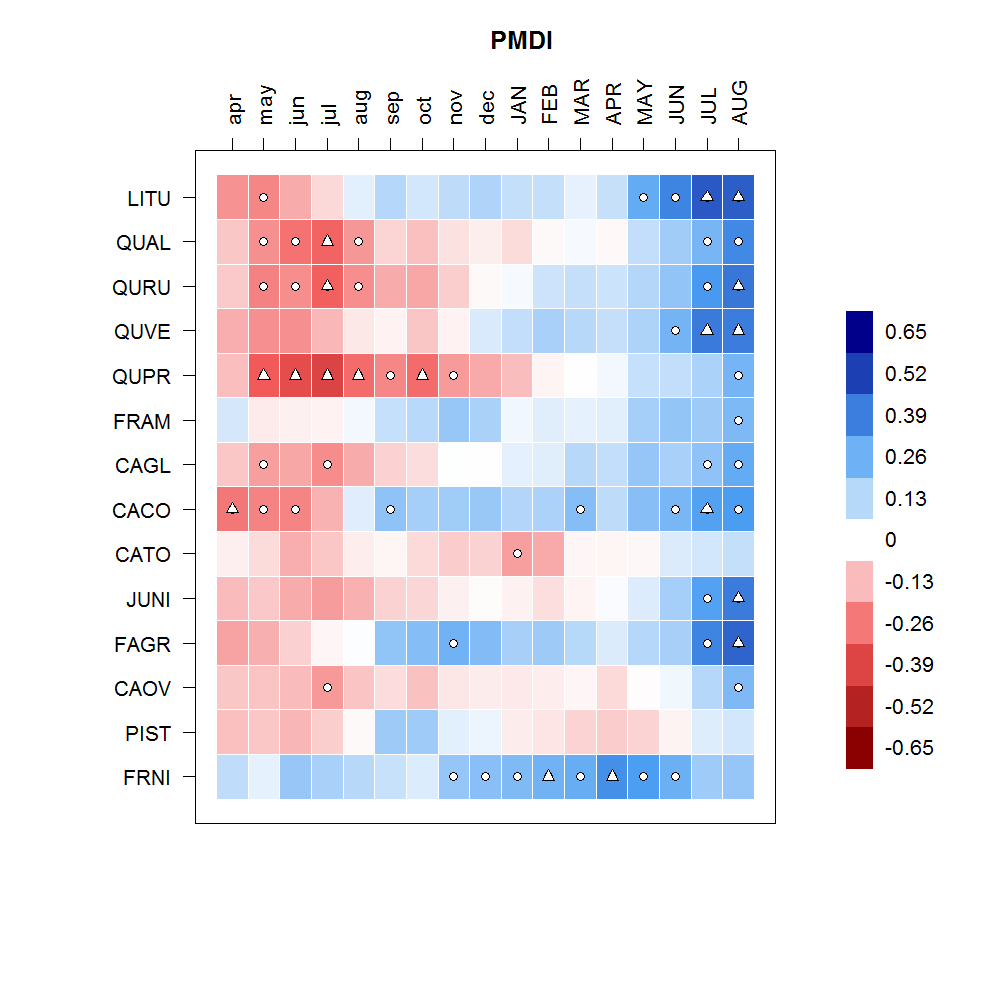 PMDI
apr may jun jul aug sep oct nov dec JAN FEB MAR APR MAY JUN JUL AUG
LITU
QUAL
QURU
QUVE
QUPR
FRAM
CAGL
CACO
CATO
JUNI
FAGR
CAOV
PIST
FRNI
0.65
0.52
0.39
0.26
0.13
0
-0.13
-0.26
-0.39
-0.52
-0.65